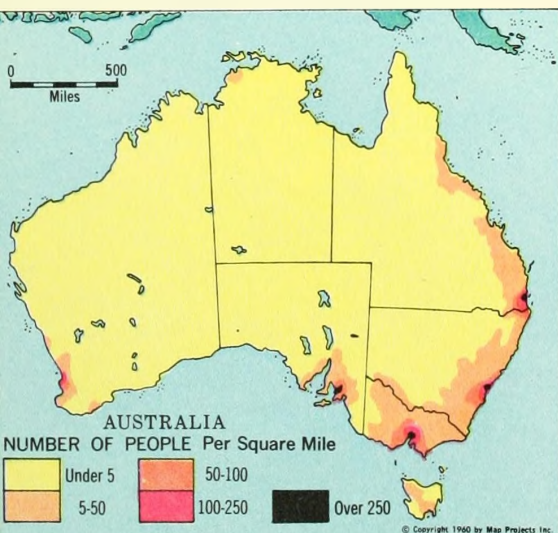 0 500
Miles
AUSTRALIA
NUMBER OF PEOPLE Per Square Mile
Under 5 50-100
5-50 100-250 Over 250
© Copyright 1960 by Map Projects Inc.